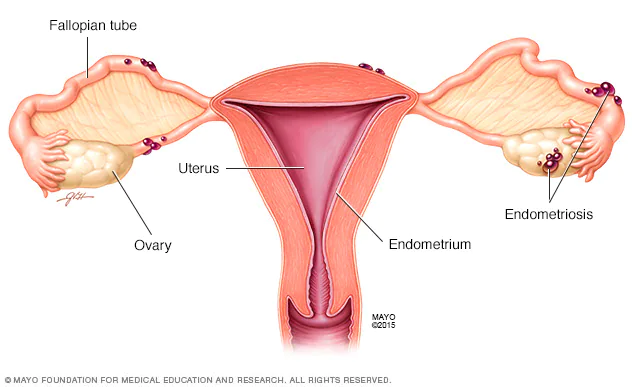 Fallopian tube
Uterus
Endometriosis
Ovary
Endometrium
MAYO
©2015
© MAYO FOUNDATION FOR MEDICAL EDUCATION AND RESEARCH. ALL RIGHTS RESERVED.